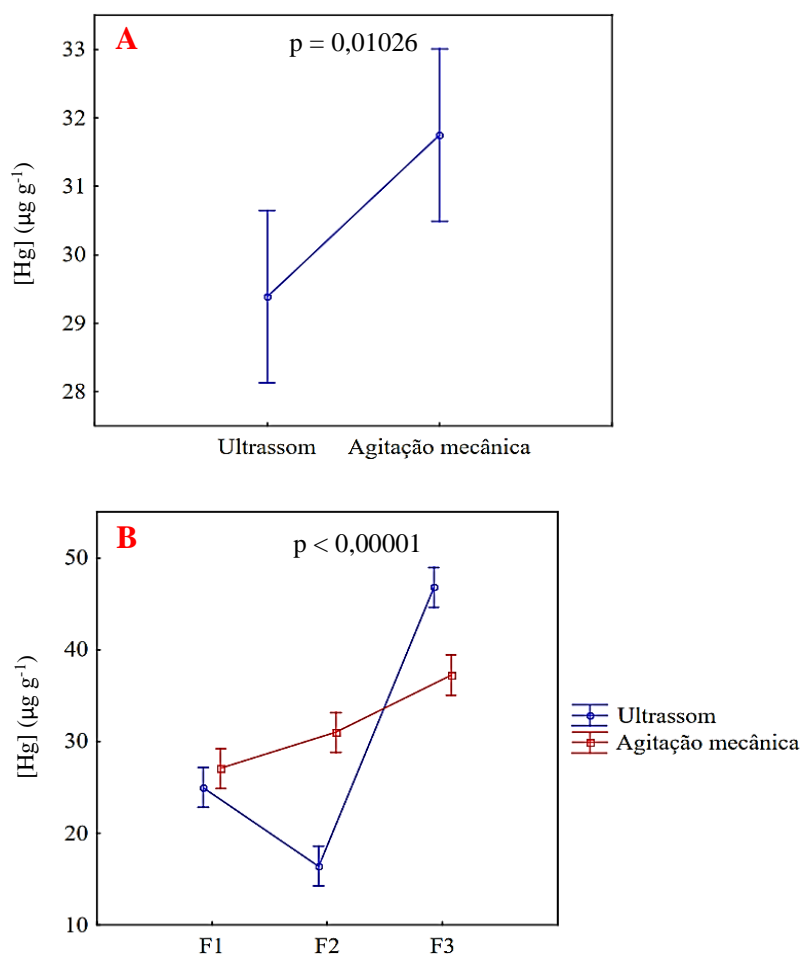 A
p = 0,01026
33
32
31
30
29
28
[Hg] (µg g⁻¹)
Ultrassom Agitação mecânica
B
p < 0,00001
50
40
30
20
10
[Hg] (µg g⁻¹)
F1 F2 F3
Ultrassom
Agitação mecânica